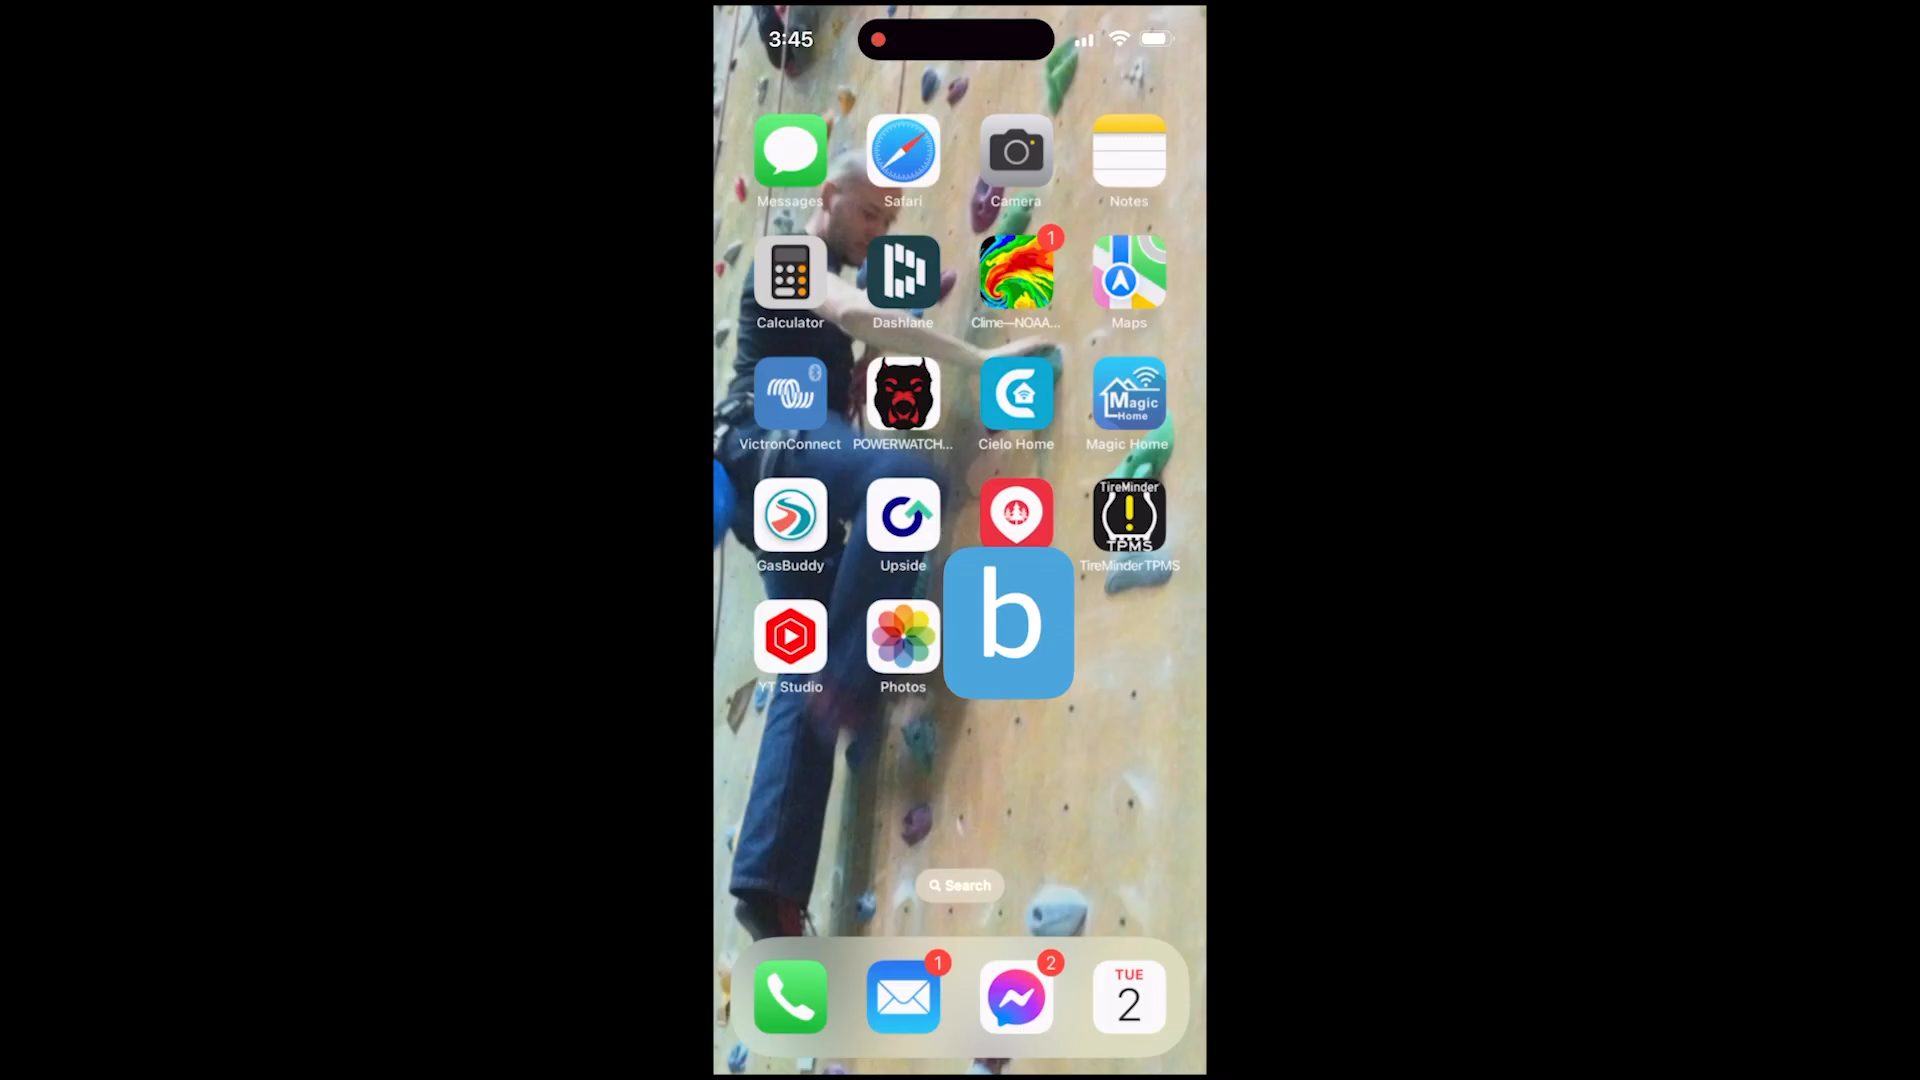 3:45
Messages
Safari
Camera
Notes
1
Calculator
Dashlane
Clime—NOAA...
Maps
Magic
Home
VictronConnect
POWERWATCH...
Cielo Home
Magic Home
TireMinder
TPMS
GasBuddy
Upside
TireMinder TPMS
b
YT Studio
Photos
Search
1
2
TUE
2